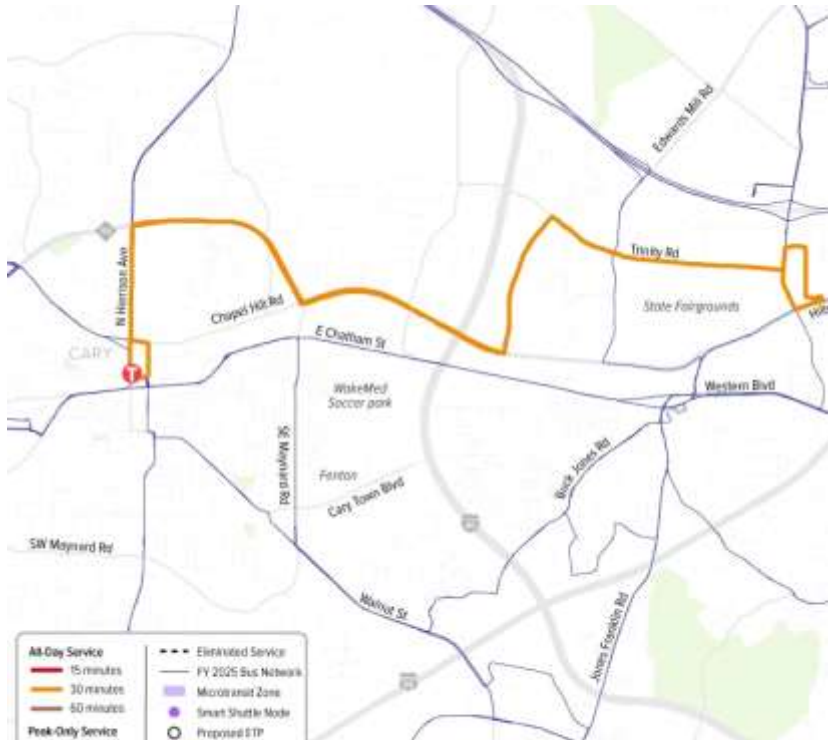 Edwards Mill Rd
N Harrison Ave
Trinity Rd
Chapel Hill Rd
State Fairgrounds
Hills
E Chatham St
CARY
T
WakeMed
Soccer park
Western Blvd
SE Maynard Rd
Buck Jones Rd
Fenton
Cary Town Blvd
SW Maynard Rd
Walnut St
Jones Franklin Rd
All-Day Service
15 minutes
30 minutes
60 minutes
Peak-Only Service
Eliminated Service
FY 2025 Bus Network
Microtransit Zone
Smart Shuttle Node
Proposed ETP